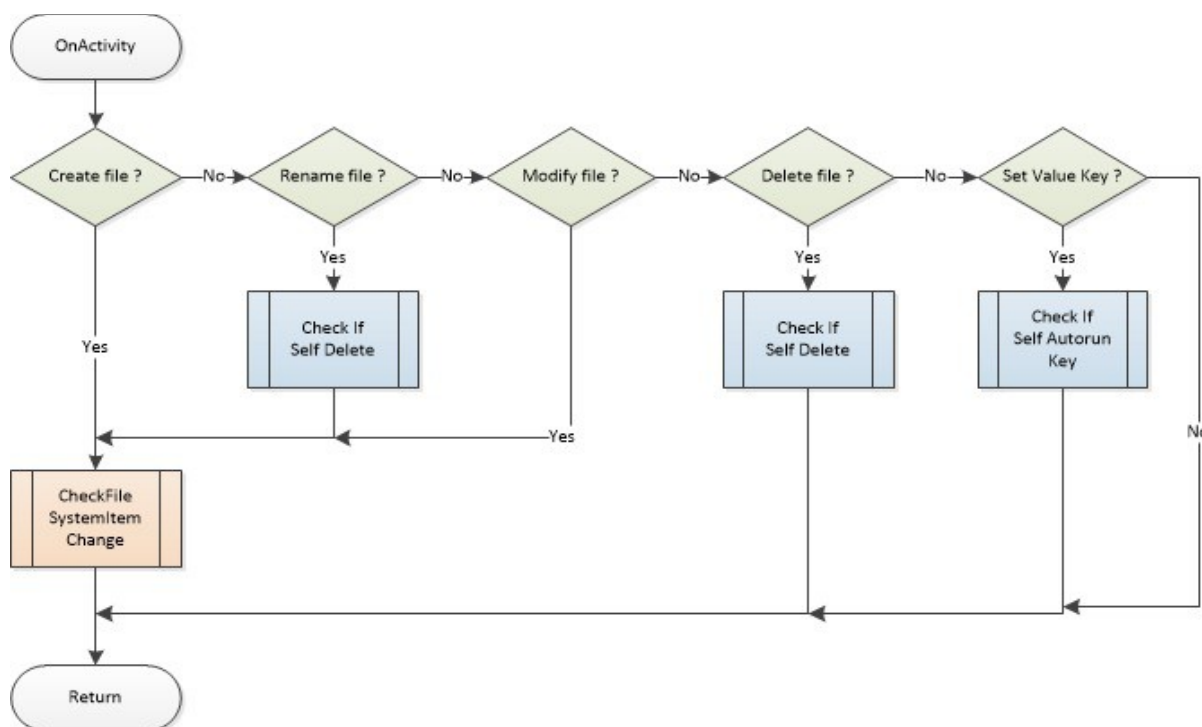 OnActivity
Create file ?
No
Rename file ?
No
Modify file ?
No
Delete file ?
No
Set Value Key ?
Yes
Yes
Yes
Check If
Self Delete
Check If
Self Delete
Check If
Self Autorun
Key
Yes
Yes
No
CheckFile
SystemItem
Change
Return